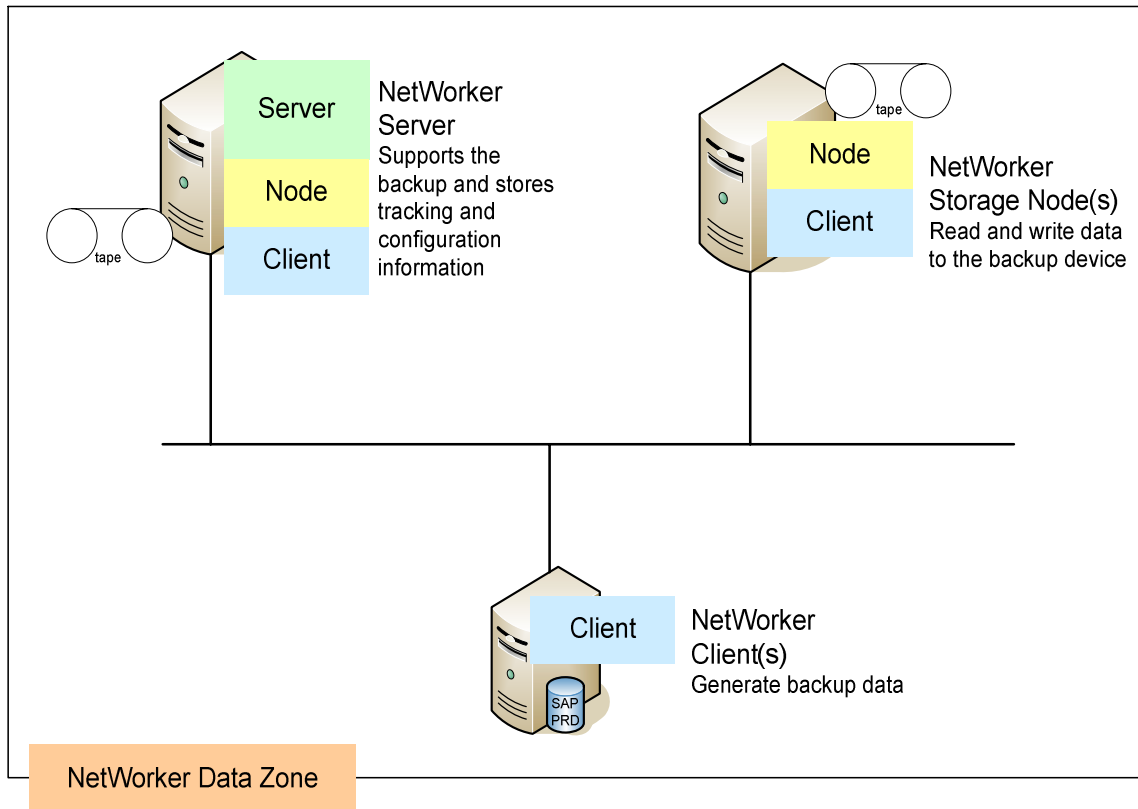 Server
Node
Client
NetWorker
Server
Supports the
backup and stores
tracking and
configuration
information
tape
tape
Node
Client
NetWorker
Storage Node(s)
Read and write data
to the backup device
Client
SAP
PRD
NetWorker
Client(s)
Generate backup data
NetWorker Data Zone